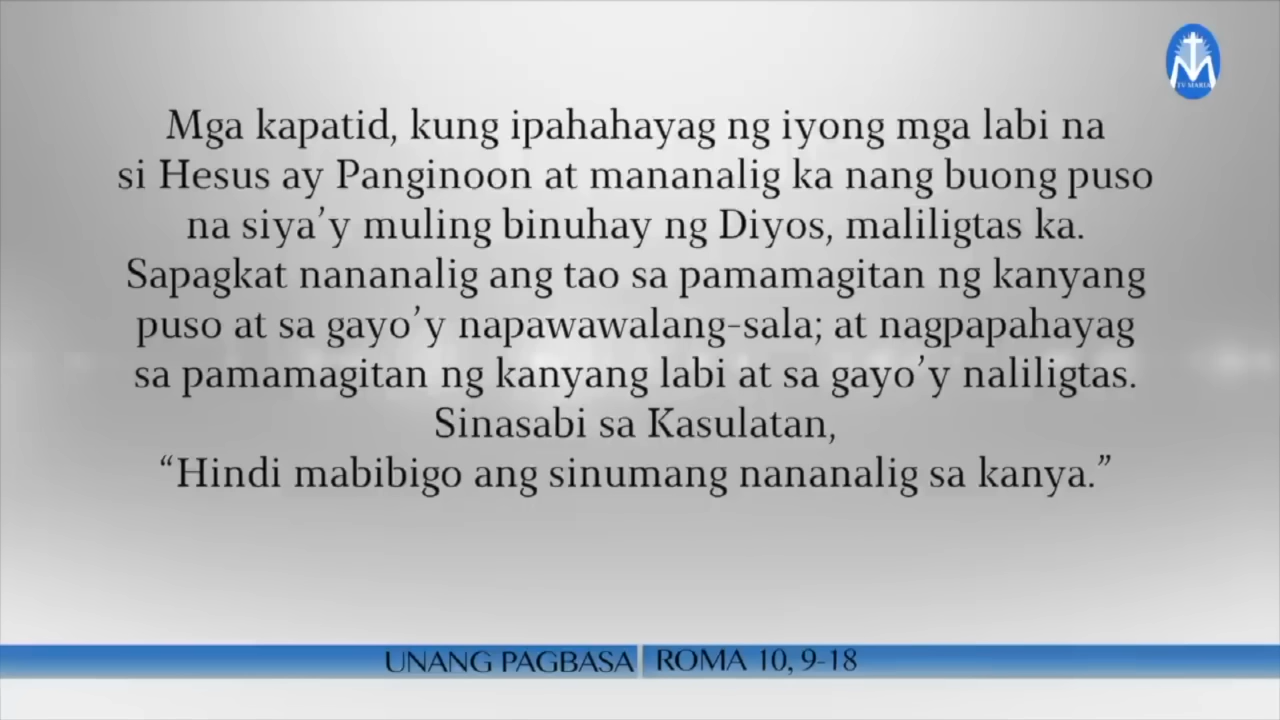 TV MARIA
Mga kapatid, kung ipahahayag ng iyong mga labi na
si Hesus ay Panginoon at mananalig ka nang buong puso
na siya’y muling binuhay ng Diyos, maliligtas ka.
Sapagkat nananalig ang tao sa pamamagitan ng kanyang
puso at sa gayo’y napawawalang-sala; at nagpapahayag
sa pamamagitan ng kanyang labi at sa gayo’y naliligtas.
Sinasabi sa Kasulatan,
“Hindi mabibigo ang sinumang nananalig sa kanya.”
UNANG PAGBASA ROMA 10, 9-18